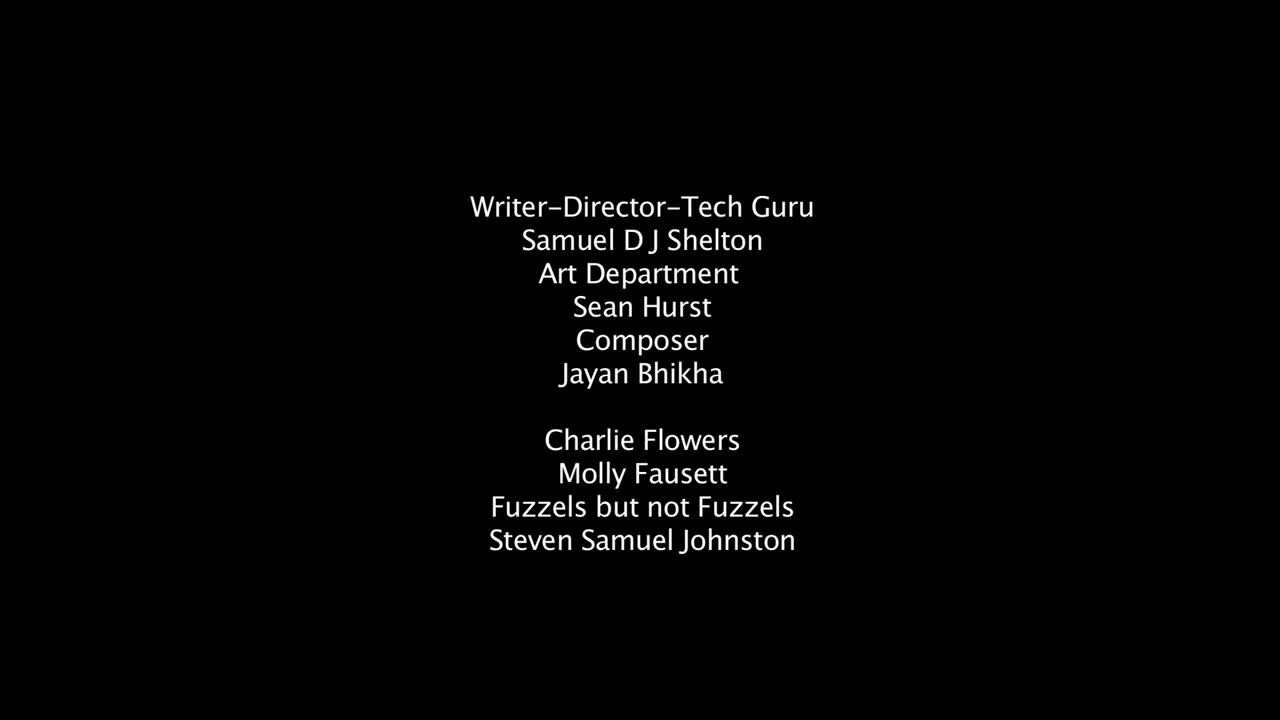 Writer–Director–Tech Guru
Samuel D J Shelton
Art Department
Sean Hurst
Composer
Jayan Bhikha
Charlie Flowers
Molly Fausett
Fuzzels but not Fuzzels
Steven Samuel Johnston